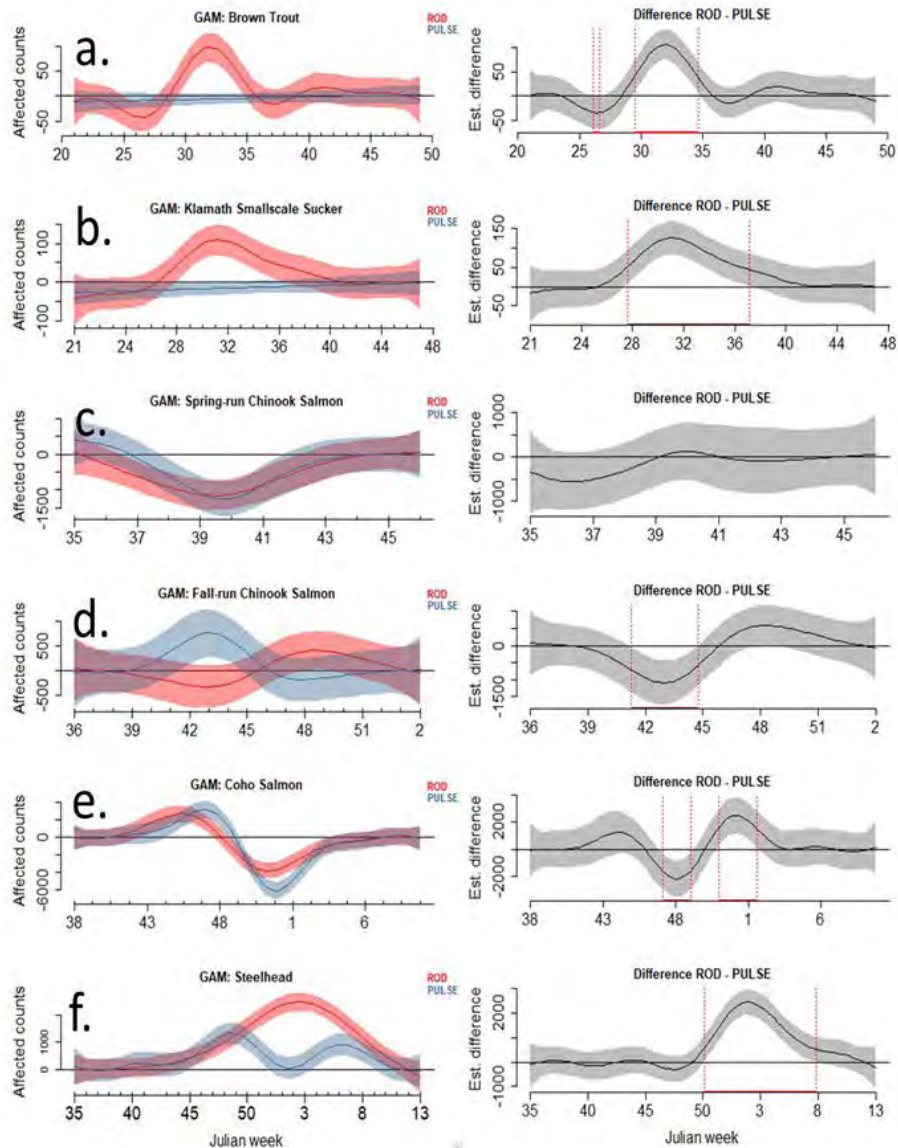 GAM: Brown Trout
ROD
PULSE
Difference ROD - PULSE
a.
Affected counts
50
0
-50
20 25 30 35 40 45 50
Est. difference
50
0
-50
20 25 30 35 40 45 50
GAM: Klamath Smallscale Sucker
ROD
PULSE
Difference ROD - PULSE
b.
Affected counts
100
0
-100
21 24 26 28 32 36 40 44 48
Est. difference
150
50
0
-50
21 24 28 32 36 40 44 48
GAM: Spring-run Chinook Salmon
ROD
PULSE
Difference ROD - PULSE
c.
Affected counts
0
-1500
35 37 39 41 43 45
Est. difference
1000
0
-1000
35 37 39 41 43 45
GAM: Fall-run Chinook Salmon
ROD
PULSE
Difference ROD - PULSE
d.
Affected counts
500
0
-500
36 39 42 45 48 51 2
Est. difference
0
-1500
36 39 42 45 48 51 2
GAM: Coho Salmon
ROD
PULSE
Difference ROD - PULSE
e.
Affected counts
0
-6000
38 43 48 1 6
Est. difference
2000
0
-2000
38 43 48 1 6
GAM: Steelhead
ROD
PULSE
Difference ROD - PULSE
f.
Affected counts
1000
0
35 40 45 50 3 8 13
Est. difference
2000
0
-1000
35 40 45 50 3 8 13
Julian week
Julian week